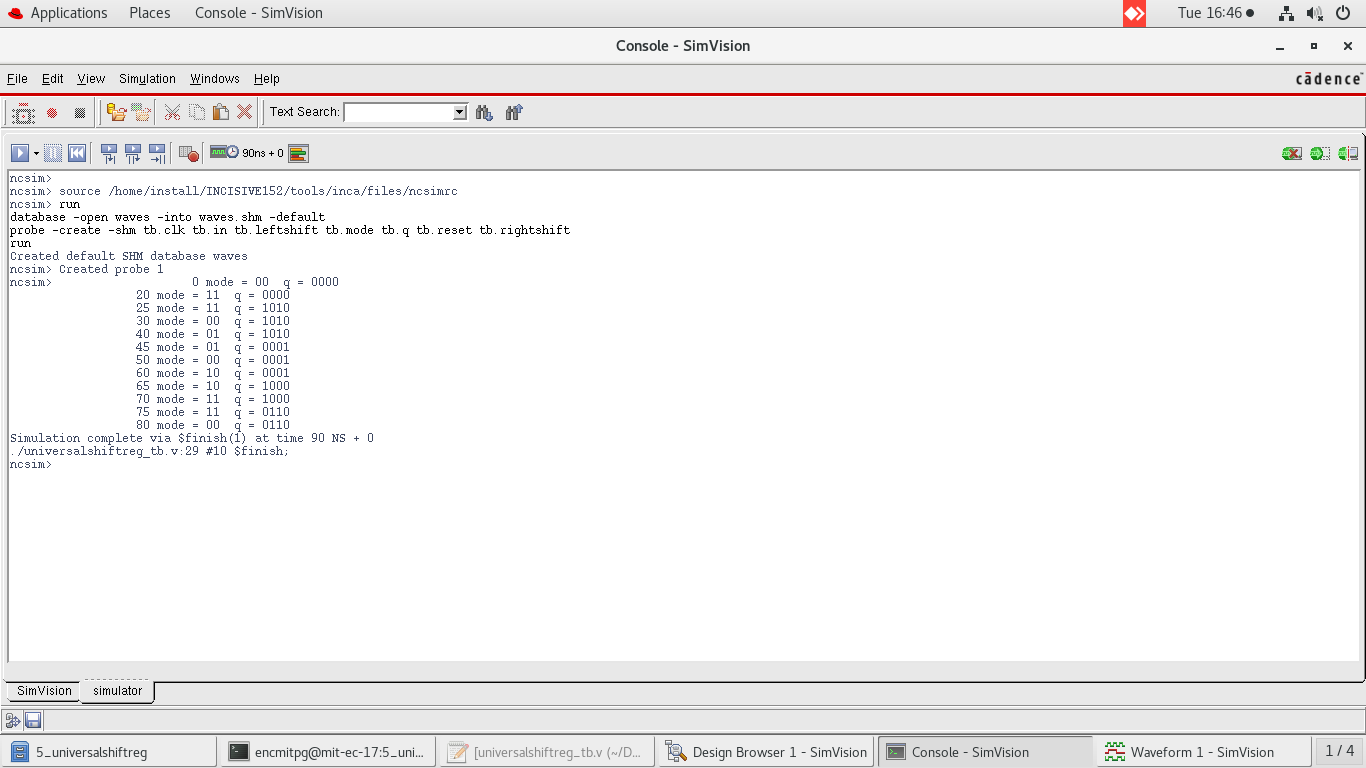 Applications Places Console - SimVision Tue 16:46
Console - SimVision
File Edit View Simulation Windows Help cādence
Text Search:
90ns + 0
ncsim>
ncsim> source /home/install/INCISIVE152/tools/inca/files/ncsimrc
ncsim> run
database -open waves -into waves.shm -default
probe -create -shm tb.clk tb.in tb.leftshift tb.mode tb.q tb.reset tb.rightshift
run
Created default SHM database waves
ncsim> Created probe 1
ncsim> 0 mode = 00 q = 0000
20 mode = 11 q = 0000
25 mode = 11 q = 1010
30 mode = 00 q = 1010
40 mode = 01 q = 1010
45 mode = 01 q = 0001
50 mode = 00 q = 0001
60 mode = 10 q = 0001
65 mode = 10 q = 1000
70 mode = 11 q = 1000
75 mode = 11 q = 0110
80 mode = 00 q = 0110
Simulation complete via $finish(1) at time 90 NS + 0
./universalshiftreg_tb.v:29 #10 $finish;
ncsim>
SimVision simulator
5_universalshiftreg encmitpg@mit-ec-17:5_uni... [universalshiftreg_tb.v (~/D... Design Browser 1 - SimVision Console - SimVision Waveform 1 - SimVision 1 / 4